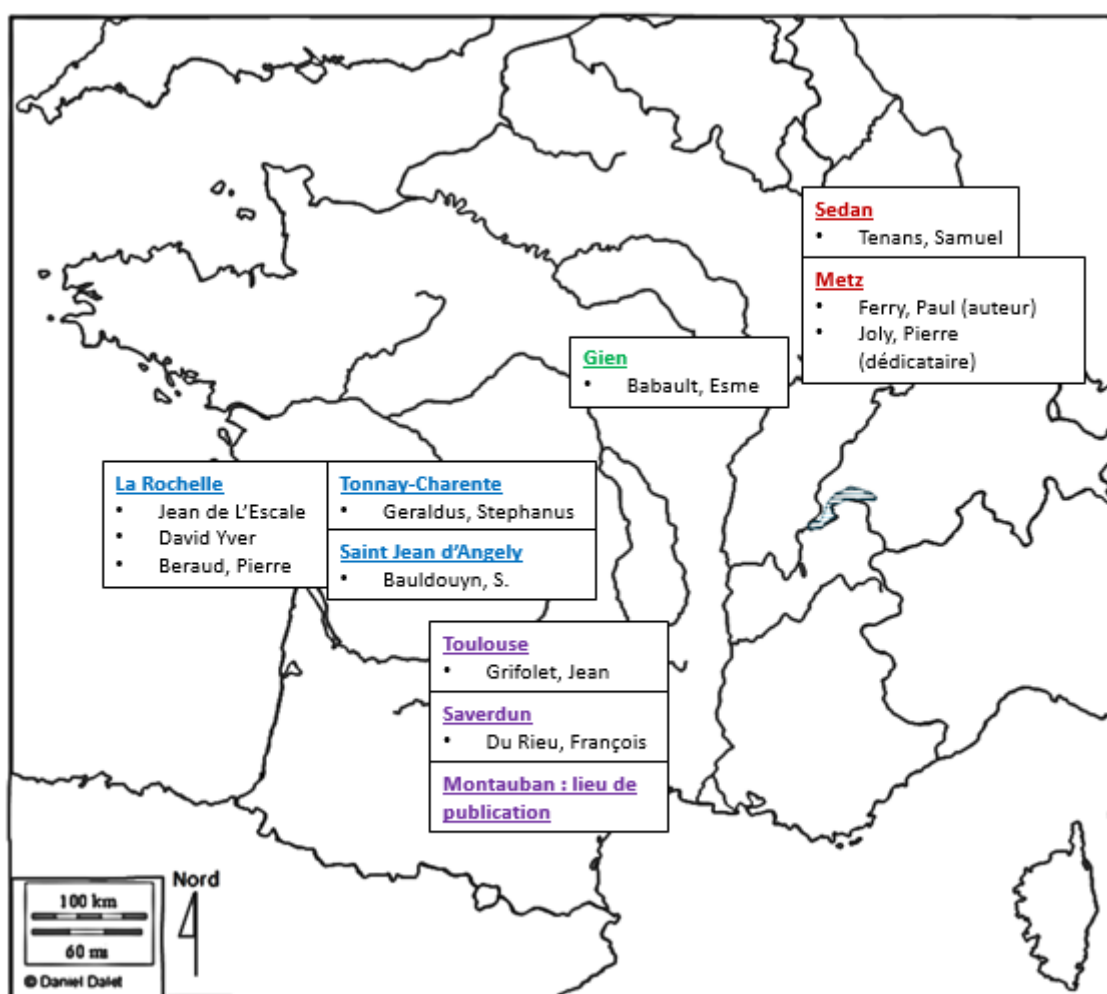 Sedan
• Tenans, Samuel
Metz
• Ferry, Paul (auteur)
• Joly, Pierre
(dédicataire)
Gien
• Babault, Esme
La Rochelle
• Jean de L’Escale
• David Yver
• Beraud, Pierre
Tonnay-Charente
• Geraldus, Stephanus
Saint Jean d’Angely
• Bauldouyn, S.
Toulouse
• Grifolet, Jean
Saverdun
• Du Rieu, François
Montauban : lieu de
publication
Nord
100 km
60 mi
© Daniel Dalet